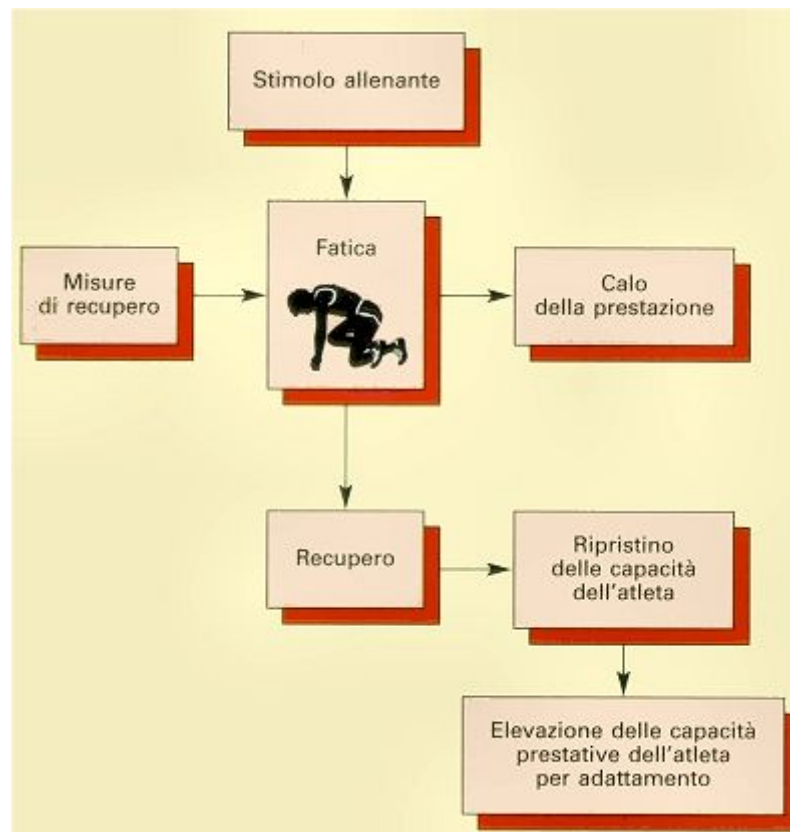 Stimolo allenante
Fatica
Misure
di recupero
Calo
della prestazione
Recupero
Ripristino
delle capacità
dell'atleta
Elevazione delle capacità
prestative dell'atleta
per adattamento